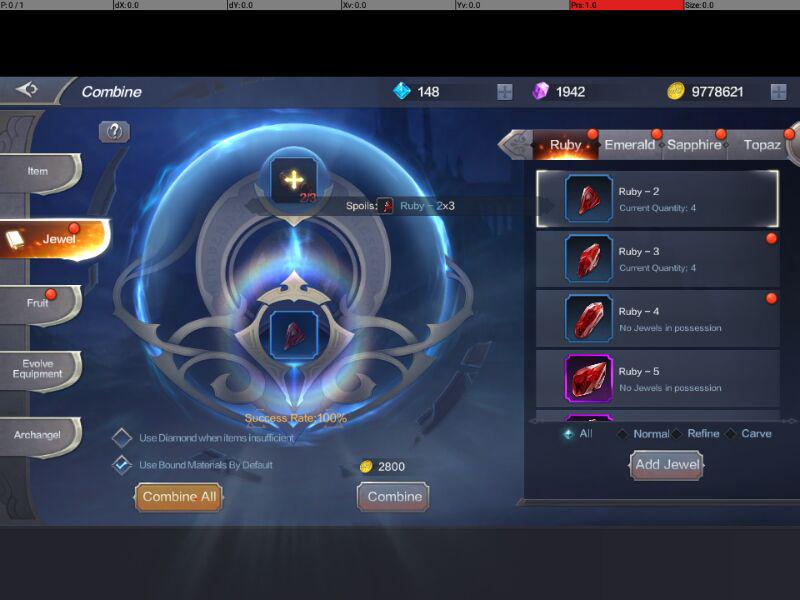 P: 0 / 1 dX: 0.0 dY: 0.0 Xv: 0.0 Yv: 0.0 Prs: 1.0 Size: 0.0
Combine 148 1942 9778621
Ruby Emerald Sapphire Topaz
Item
Jewel
Fruit
Evolve
Equipment
Archangel
2/3
Spoils: Ruby – 2x3
Success Rate:100%
Use Diamond when items insufficient
Use Bound Materials By Default
2800
Combine All
Combine
Ruby – 2
Current Quantity: 4
Ruby – 3
Current Quantity: 4
Ruby – 4
No Jewels in possession
Ruby – 5
No Jewels in possession
All Normal Refine Carve
Add Jewel